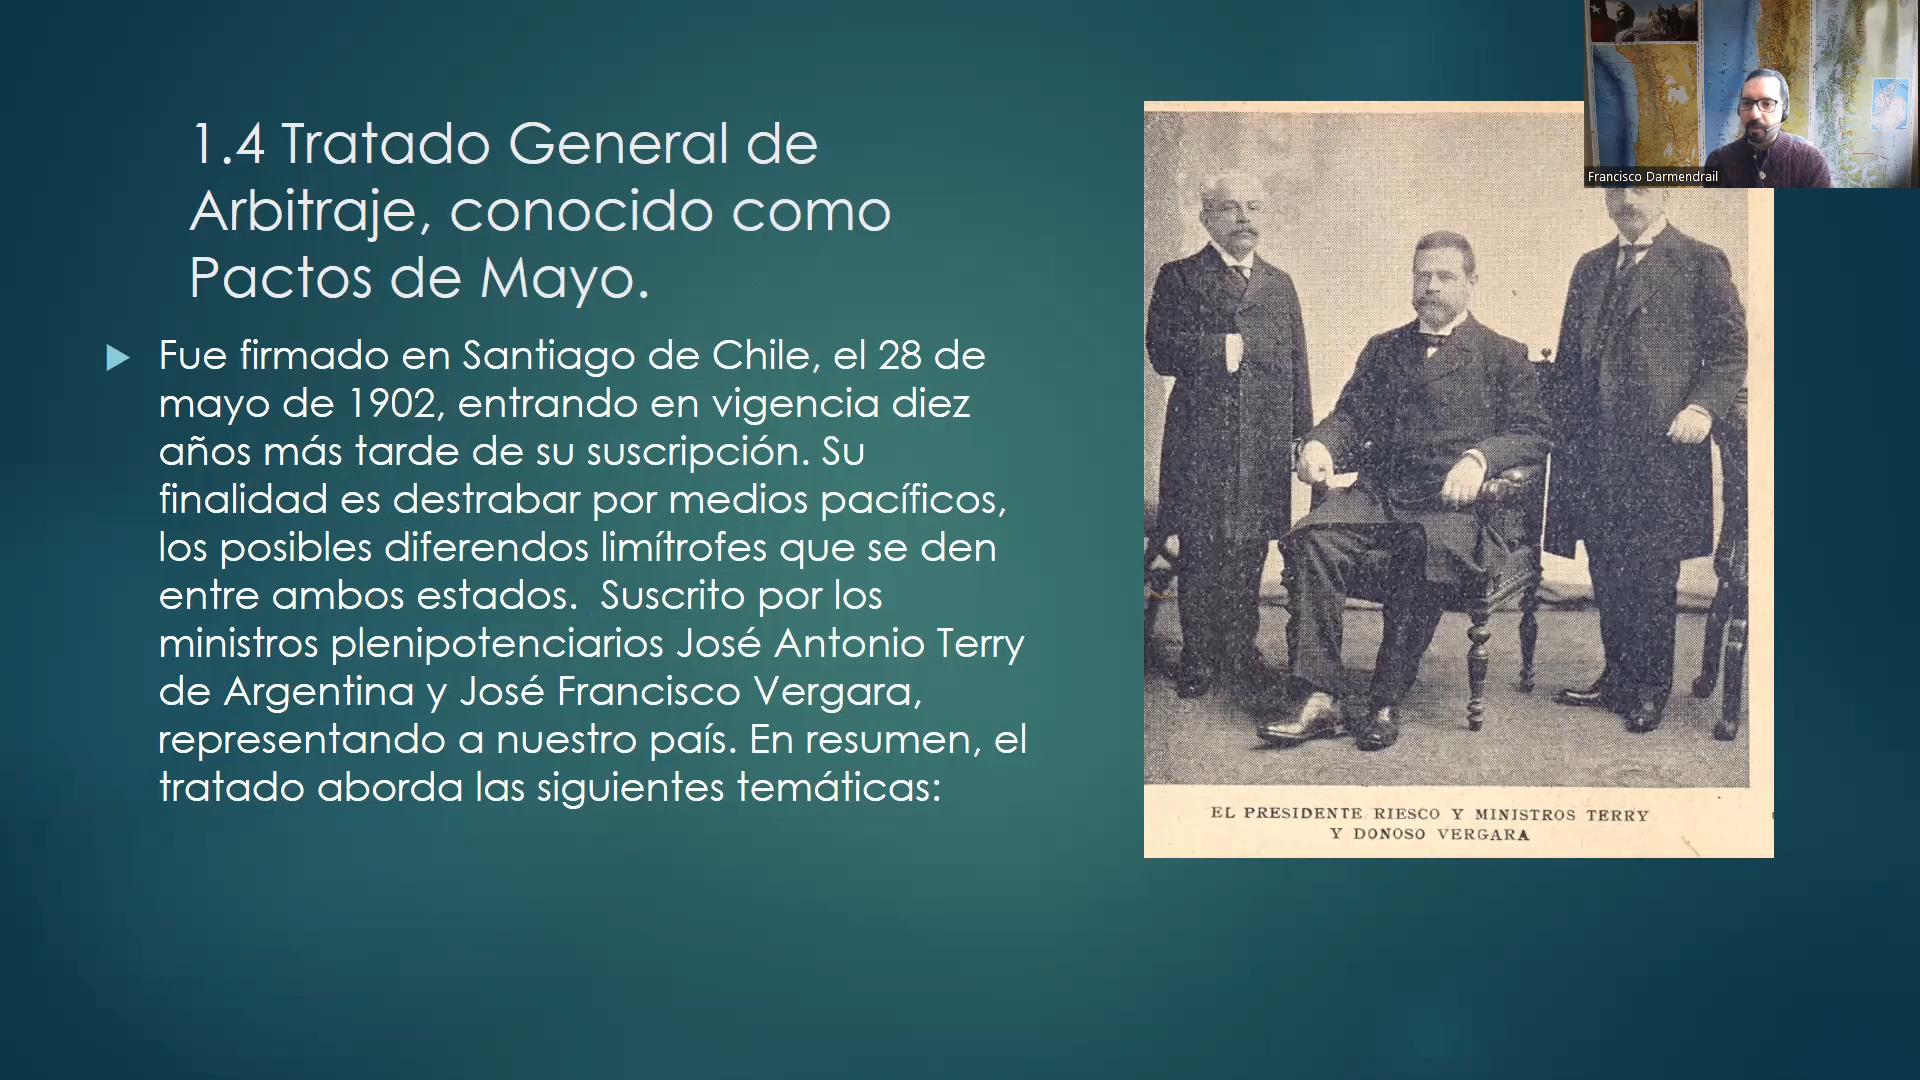 1.4 Tratado General de
Arbitraje, conocido como
Pactos de Mayo.
Fue firmado en Santiago de Chile, el 28 de
mayo de 1902, entrando en vigencia diez
años más tarde de su suscripción. Su
finalidad es destrabar por medios pacíficos,
los posibles diferendos limítrofes que se den
entre ambos estados.  Suscrito por los
ministros plenipotenciarios José Antonio Terry
de Argentina y José Francisco Vergara,
representando a nuestro país. En resumen, el
tratado aborda las siguientes temáticas:
Francisco Darmendrail
EL PRESIDENTE RIESCO Y MINISTROS TERRY
Y DONOSO VERGARA